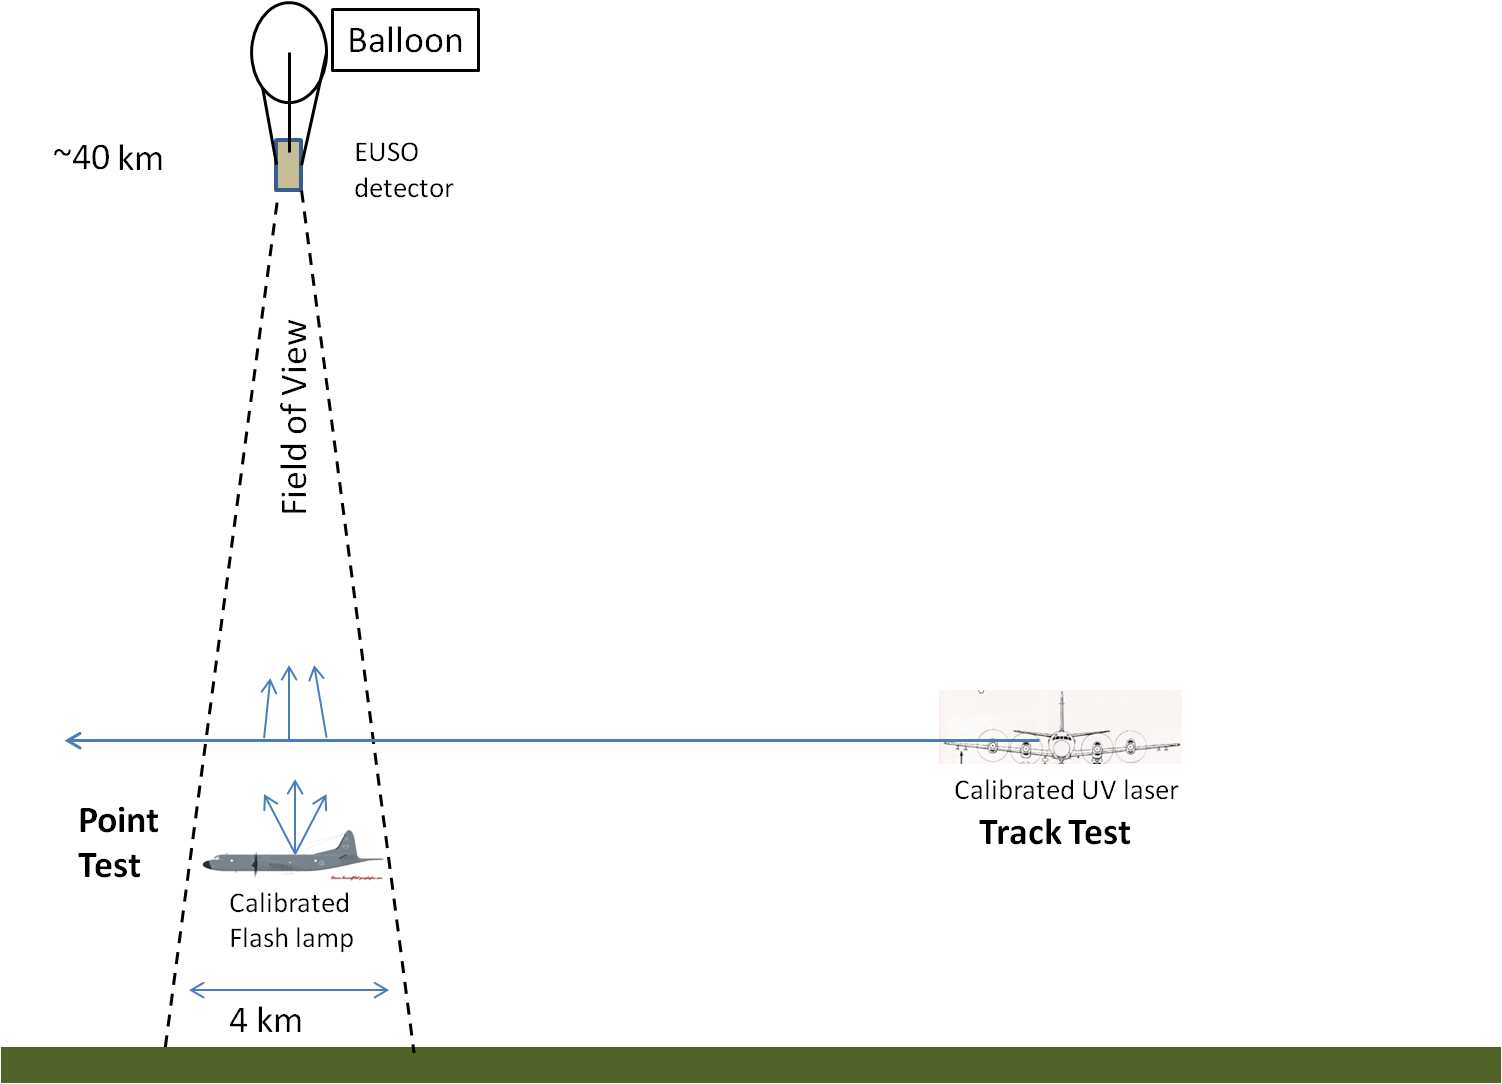 Balloon
~40 km
EUSO
detector
Field of View
Calibrated UV laser
Track Test
Point
Test
Calibrated
Flash lamp
4 km